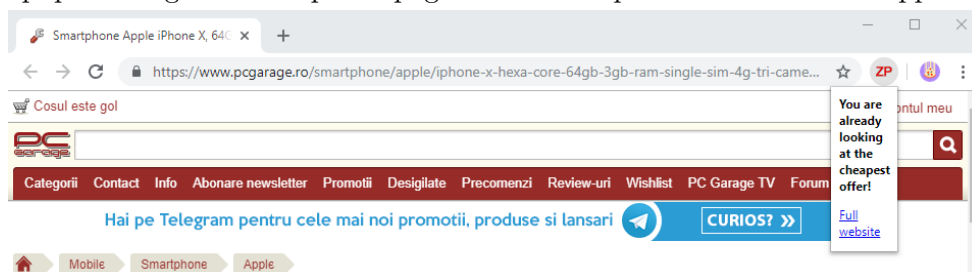 Smartphone Apple iPhone X, 64G
https://www.pcgarage.ro/smartphone/apple/iphone-x-hexa-core-64gb-3gb-ram-single-sim-4g-tri-came...
ZP
Cosul este gol
ontul meu
You are
already
looking
at the
cheapest
offer!
Full
website
PC
Garage
Categorii Contact Info Abonare newsletter Promotii Desigilate Precomenzi Review-uri Wishlist PC Garage TV Forum
Hai pe Telegram pentru cele mai noi promotii, produse si lansari
CURIOS? »
Mobile Smartphone Apple